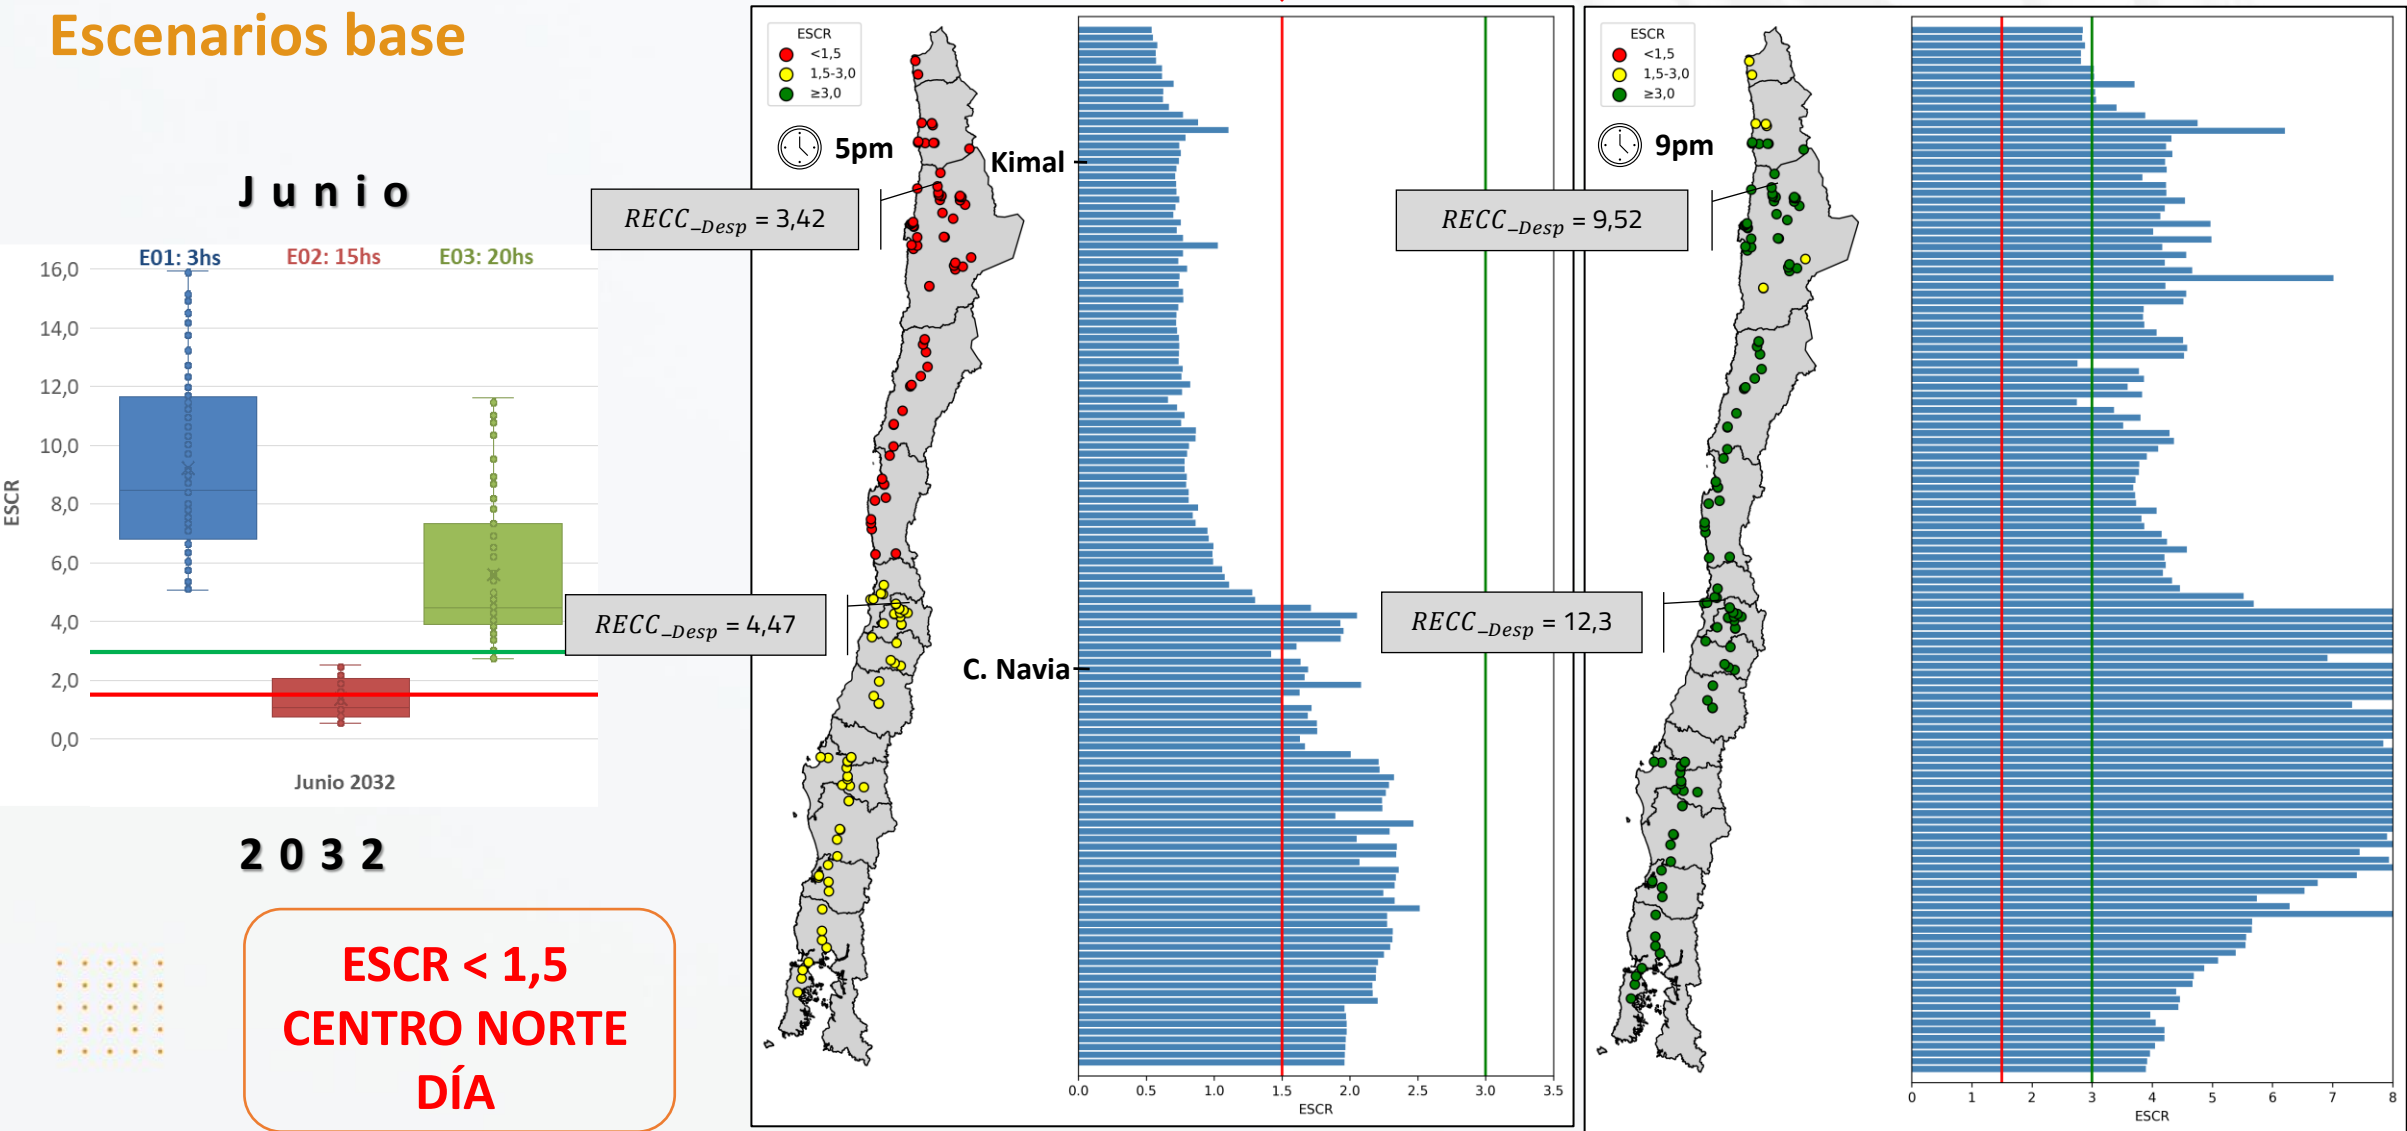 Escenarios base
Junio
E01: 3hs
E02: 15hs
E03: 20hs
16,0
14,0
12,0
10,0
8,0
6,0
4,0
2,0
0,0
ESCR
Junio 2032
2032
ESCR < 1,5
CENTRO NORTE
DÍA
ESCR
<1,5
1,5-3,0
≥3,0
5pm
Kimal
RECC_Desp = 3,42
RECC_Desp = 4,47
C. Navia
0.0 0.5 1.0 1.5 2.0 2.5 3.0 3.5
ESCR
ESCR
<1,5
1,5-3,0
≥3,0
9pm
RECC_Desp = 9,52
RECC_Desp = 12,3
0 1 2 3 4 5 6 7 8
ESCR